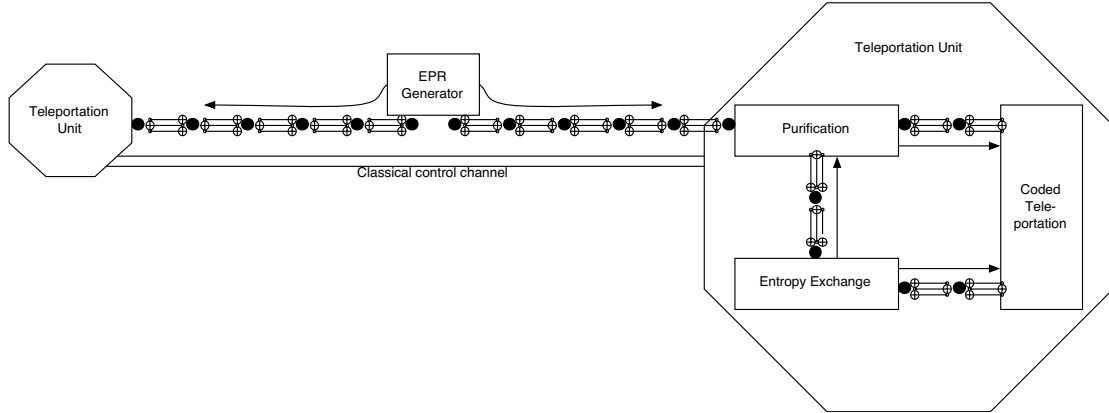 Teleportation Unit
EPR
Generator
Teleportation
Unit
Purification
Classical control channel
Coded
Tele-
portation
Entropy Exchange